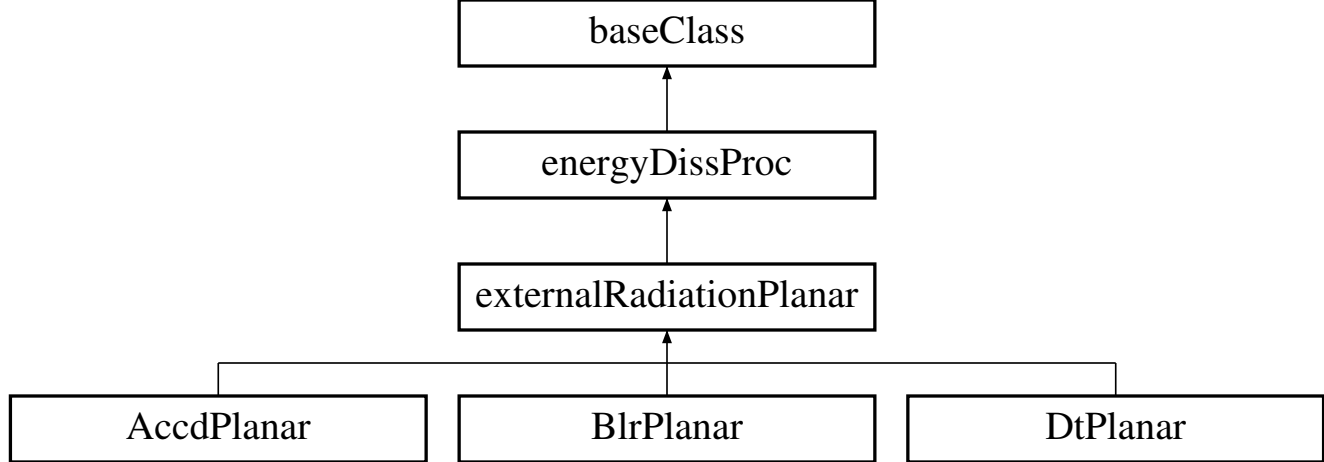 baseClass
energyDissProc
externalRadiationPlanar
AccdPlanar
BlrPlanar
DtPlanar